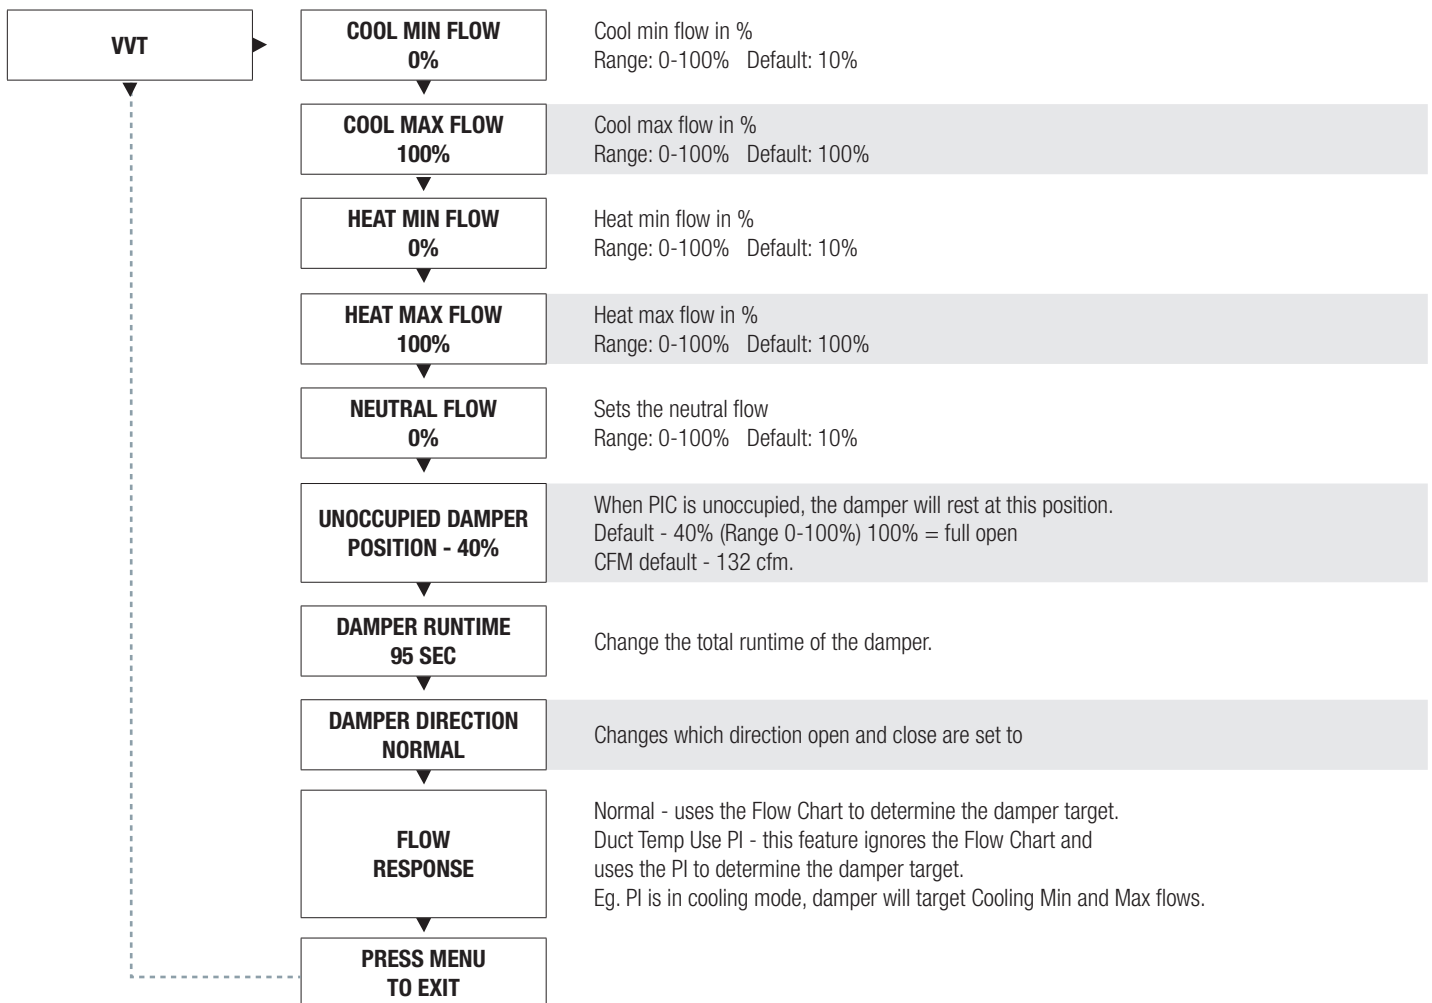 VVT
COOL MIN FLOW
0%
Cool min flow in %
Range: 0-100%   Default: 10%
COOL MAX FLOW
100%
Cool max flow in %
Range: 0-100%   Default: 100%
HEAT MIN FLOW
0%
Heat min flow in %
Range: 0-100%   Default: 10%
HEAT MAX FLOW
100%
Heat max flow in %
Range: 0-100%   Default: 100%
NEUTRAL FLOW
0%
Sets the neutral flow
Range: 0-100%   Default: 10%
UNOCCUPIED DAMPER
POSITION - 40%
When PIC is unoccupied, the damper will rest at this position.
Default - 40% (Range 0-100%) 100% = full open
CFM default - 132 cfm.
DAMPER RUNTIME
95 SEC
Change the total runtime of the damper.
DAMPER DIRECTION
NORMAL
Changes which direction open and close are set to
FLOW
RESPONSE
Normal - uses the Flow Chart to determine the damper target.
Duct Temp Use PI - this feature ignores the Flow Chart and
uses the PI to determine the damper target.
Eg. PI is in cooling mode, damper will target Cooling Min and Max flows.
PRESS MENU
TO EXIT